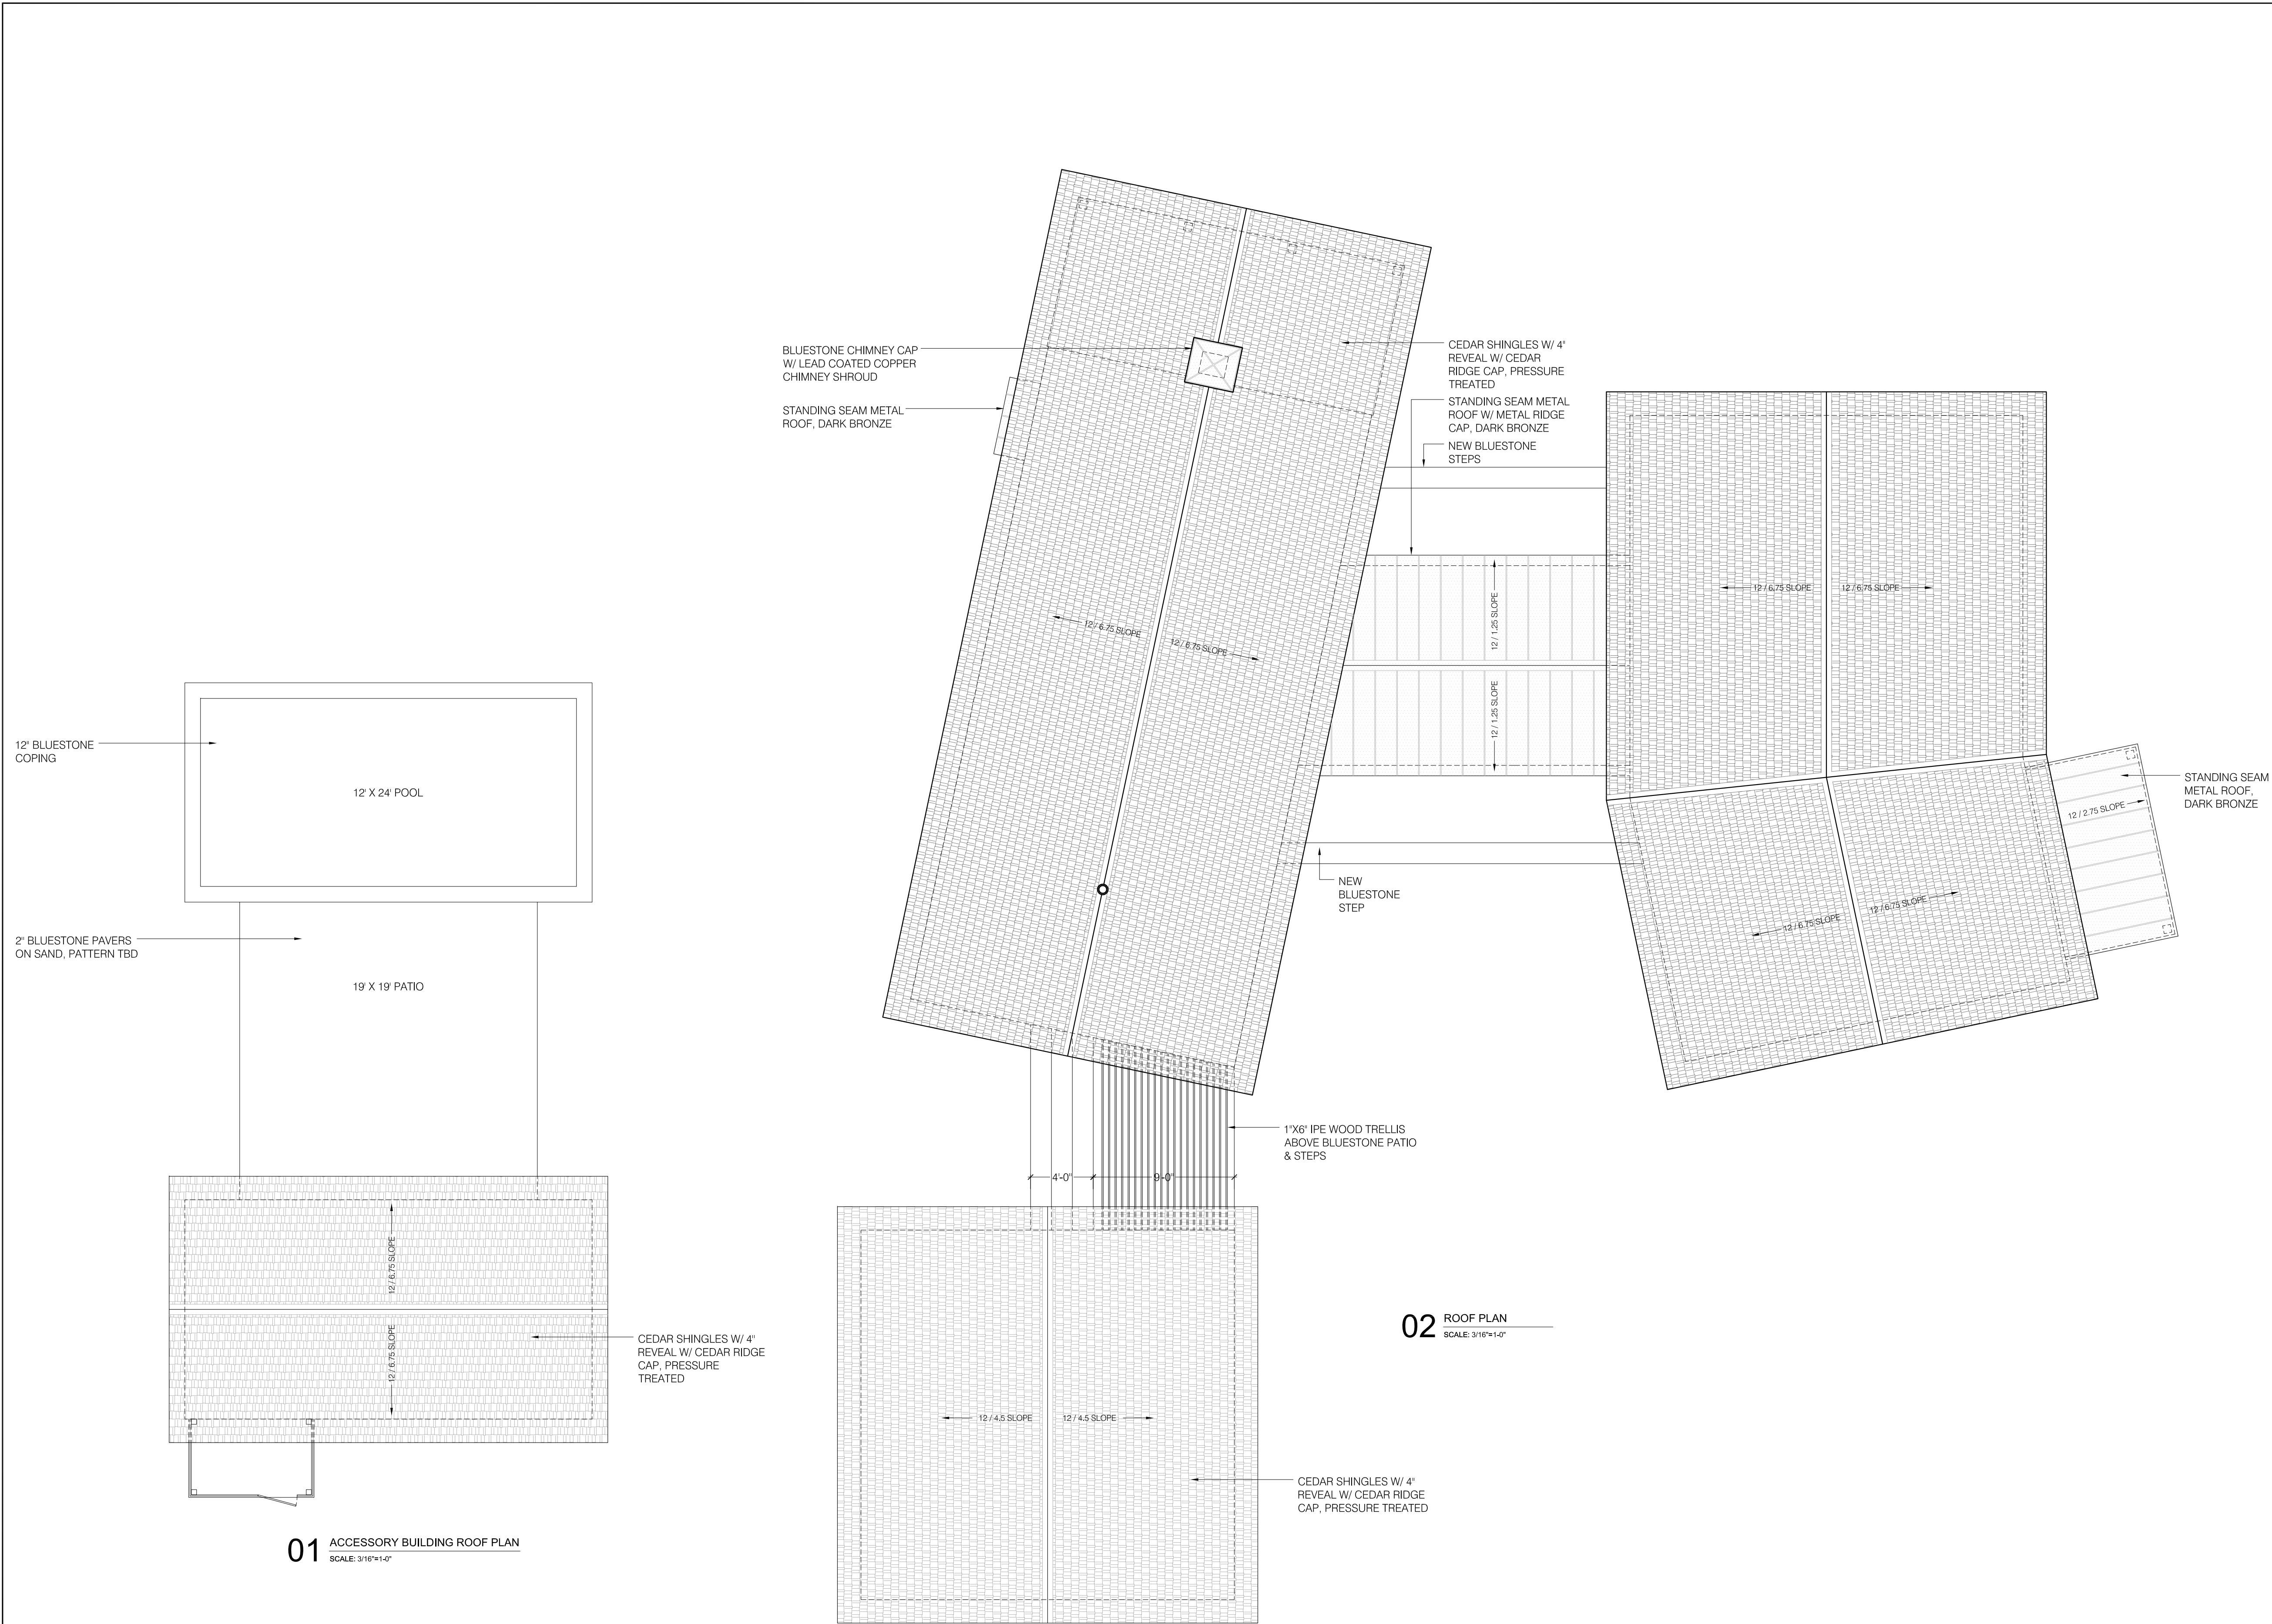 BLUESTONE CHIMNEY CAP
W/ LEAD COATED COPPER
CHIMNEY SHROUD
STANDING SEAM METAL
ROOF, DARK BRONZE
CEDAR SHINGLES W/ 4"
REVEAL W/ CEDAR
RIDGE CAP, PRESSURE
TREATED
STANDING SEAM METAL
ROOF W/ METAL RIDGE
CAP, DARK BRONZE
NEW BLUESTONE
STEPS
12 / 6.75 SLOPE
12 / 6.75 SLOPE
12 / 1.25 SLOPE
12 / 1.25 SLOPE
12 / 6.75 SLOPE
12 / 6.75 SLOPE
STANDING SEAM
METAL ROOF,
DARK BRONZE
12 / 2.75 SLOPE
12 / 6.75 SLOPE
12 / 6.75 SLOPE
NEW
BLUESTONE
STEP
12" BLUESTONE
COPING
12' X 24' POOL
2" BLUESTONE PAVERS
ON SAND, PATTERN TBD
19' X 19' PATIO
1"X6" IPE WOOD TRELLIS
ABOVE BLUESTONE PATIO
& STEPS
4'-0"
9'-0"
12 / 6.75 SLOPE
12 / 6.75 SLOPE
CEDAR SHINGLES W/ 4"
REVEAL W/ CEDAR RIDGE
CAP, PRESSURE
TREATED
12 / 4.5 SLOPE
12 / 4.5 SLOPE
CEDAR SHINGLES W/ 4"
REVEAL W/ CEDAR RIDGE
CAP, PRESSURE TREATED
01 ACCESSORY BUILDING ROOF PLAN
SCALE: 3/16"=1-0"
02 ROOF PLAN
SCALE: 3/16"=1-0"